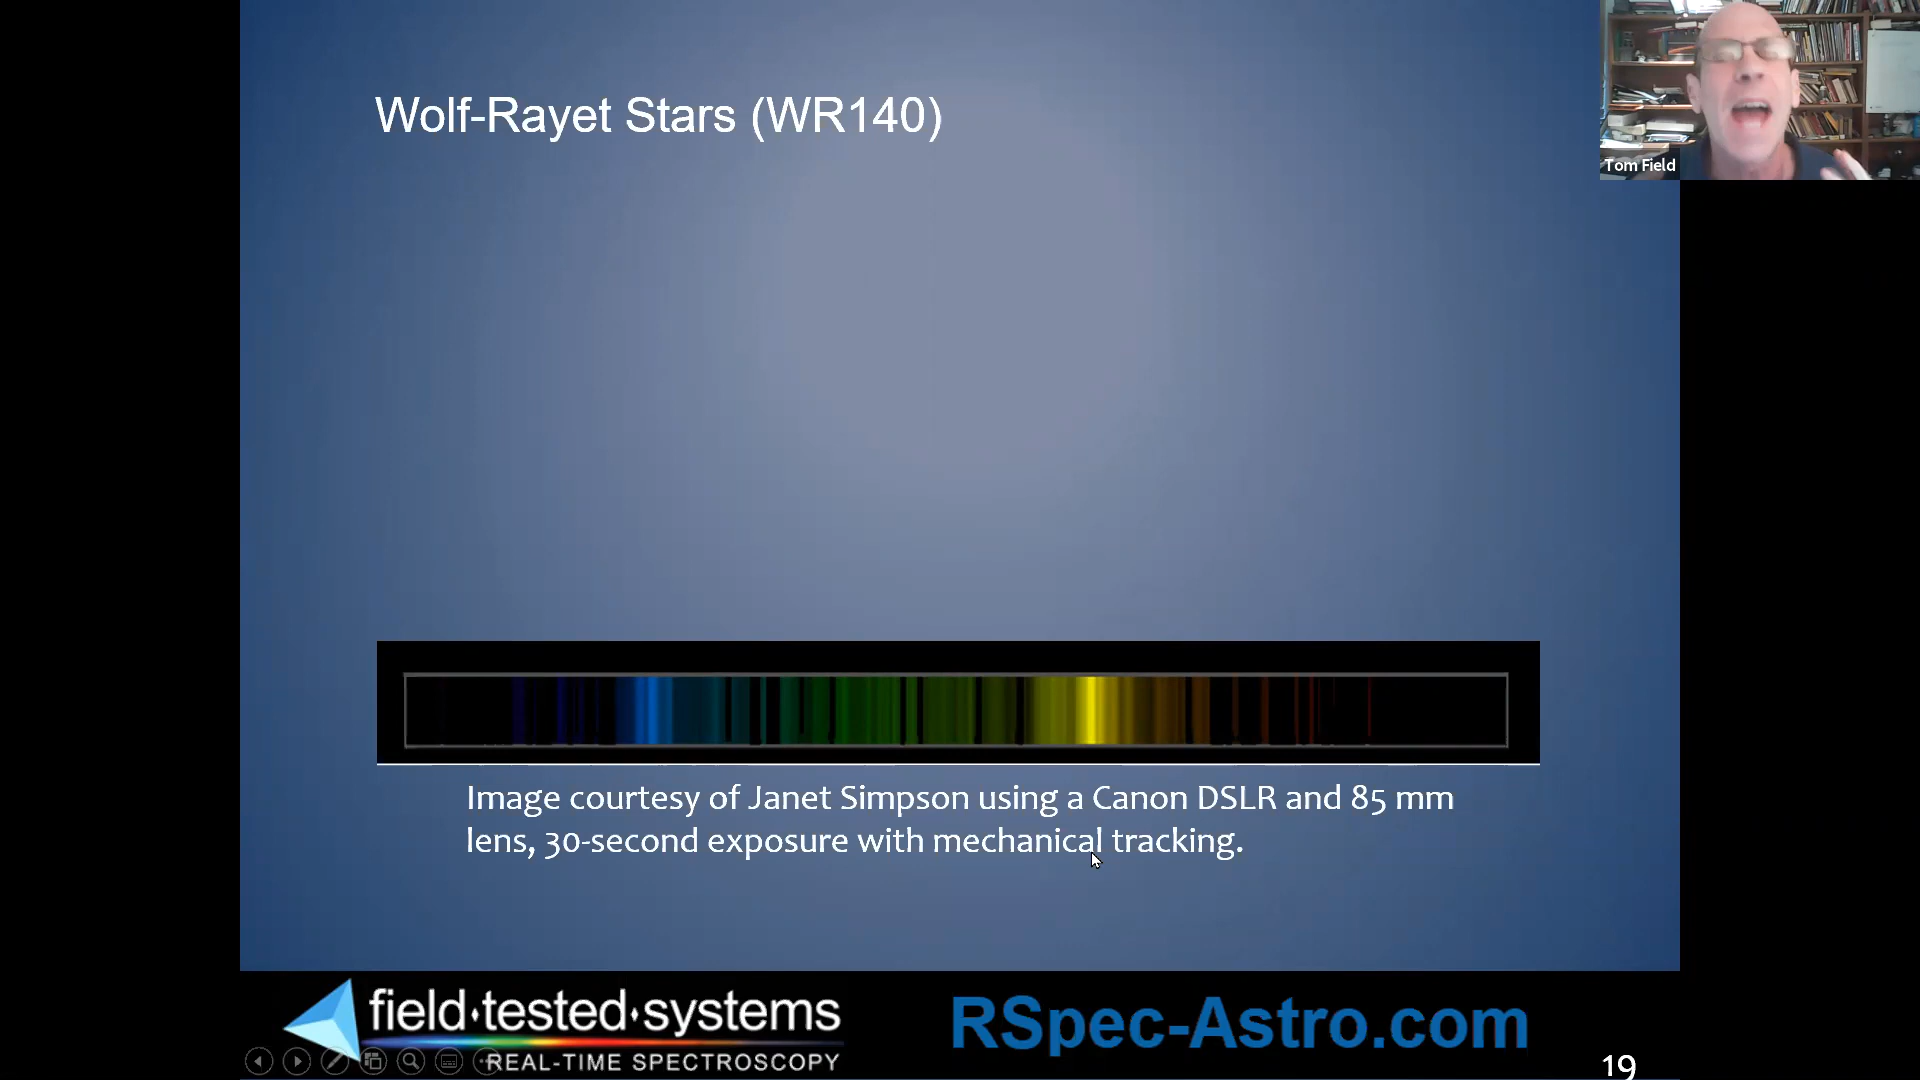 Wolf-Rayet Stars (WR140)
Tom Field
Image courtesy of Janet Simpson using a Canon DSLR and 85 mm
lens, 30-second exposure with mechanical tracking.
field·tested·systems
REAL-TIME SPECTROSCOPY
RSpec-Astro.com
19